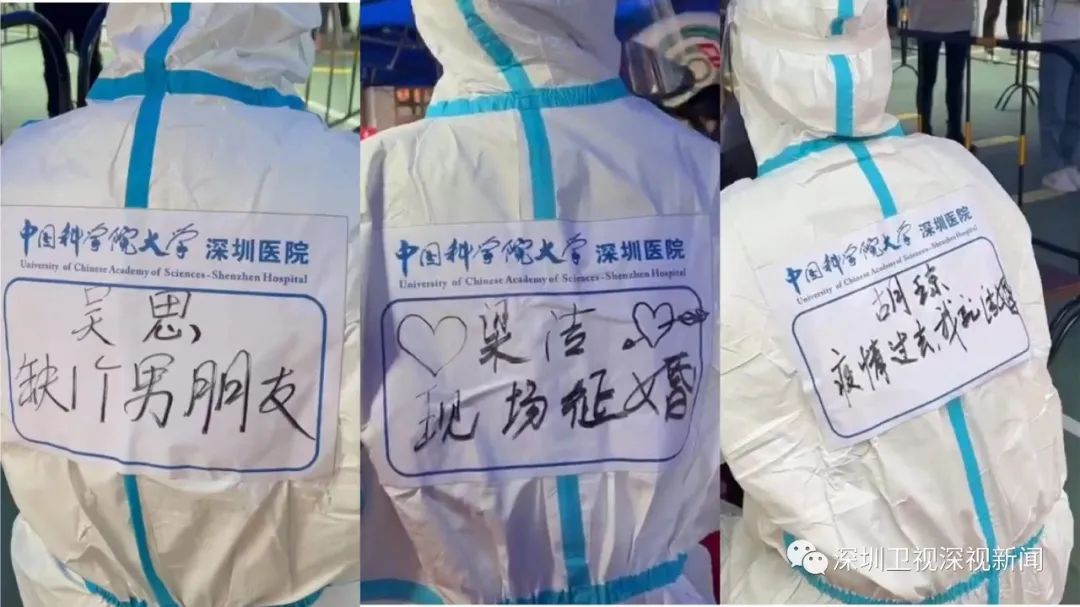 中国科学院大学 深圳医院
University of Chinese Academy of Sciences-Shenzhen Hospital
吴思
缺1个男朋友
中国科学院大学 深圳医院
University of Chinese Academy of Sciences-Shenzhen Hospital
梁洁
现场征婚
中国科学院大学 深圳医院
University of Chinese Academy of Sciences-Shenzhen Hospital
胡琼
疫情过去,我就结婚
深圳卫视深视新闻